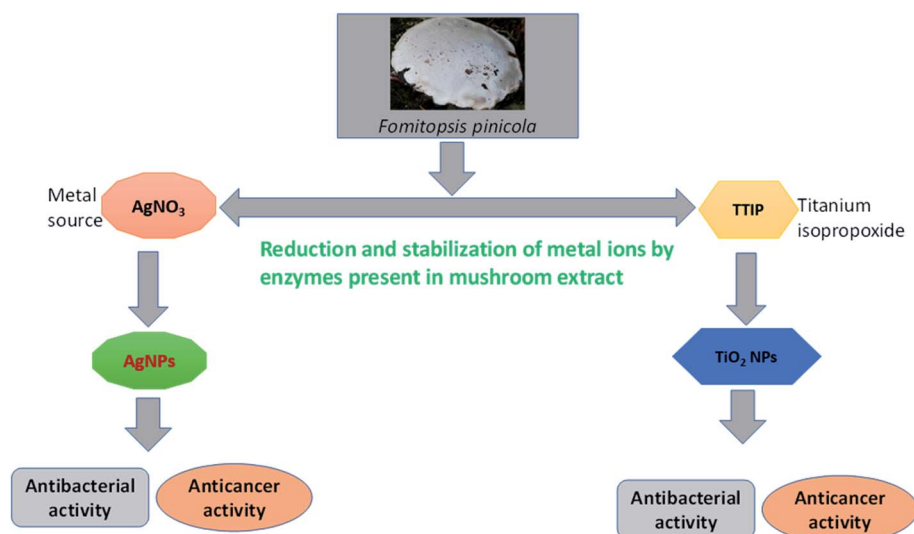 Fomitopsis pinicola
Metal
source
AgNO₃
TTIP
Titanium
isopropoxide
Reduction and stabilization of metal ions by
enzymes present in mushroom extract
AgNPs
TiO₂ NPs
Antibacterial
activity
Anticancer
activity
Antibacterial
activity
Anticancer
activity